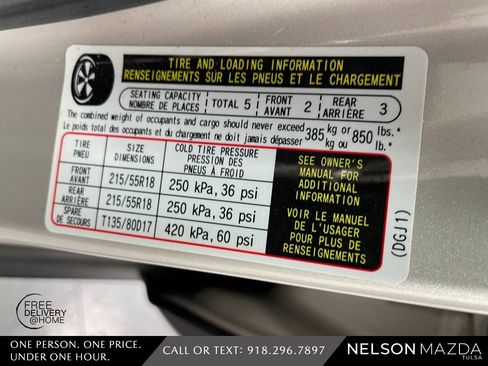 TIRE AND LOADING INFORMATION
RENSEIGNEMENTS SUR LES PNEUS ET LE CHARGEMENT
SEATING CAPACITY
NOMBRE DE PLACES
TOTAL 5
FRONT
AVANT
2
REAR
ARRIÈRE
3
The combined weight of occupants and cargo should never exceed
Le poids total des occupants et du chargement ne doit jamais dépasser
385 kg or
kg ou
850 lbs.
lb.
TIRE
PNEU
SIZE
DIMENSIONS
COLD TIRE PRESSURE
PRESSION DES
PNEUS À FROID
FRONT
AVANT
215/55R18
250 kPa, 36 psi
REAR
ARRIÈRE
215/55R18
250 kPa, 36 psi
SPARE
DE SECOURS
T135/80D17
420 kPa, 60 psi
SEE OWNER'S
MANUAL FOR
ADDITIONAL
INFORMATION
VOIR LE MANUEL
DE L'USAGER
POUR PLUS DE
RENSEIGNEMENTS
(DGJ1)
FREE
DELIVERY
@HOME
ONE PERSON. ONE PRICE.
UNDER ONE HOUR.
CALL OR TEXT: 918.296.7897
NELSON MAZDA
TULSA